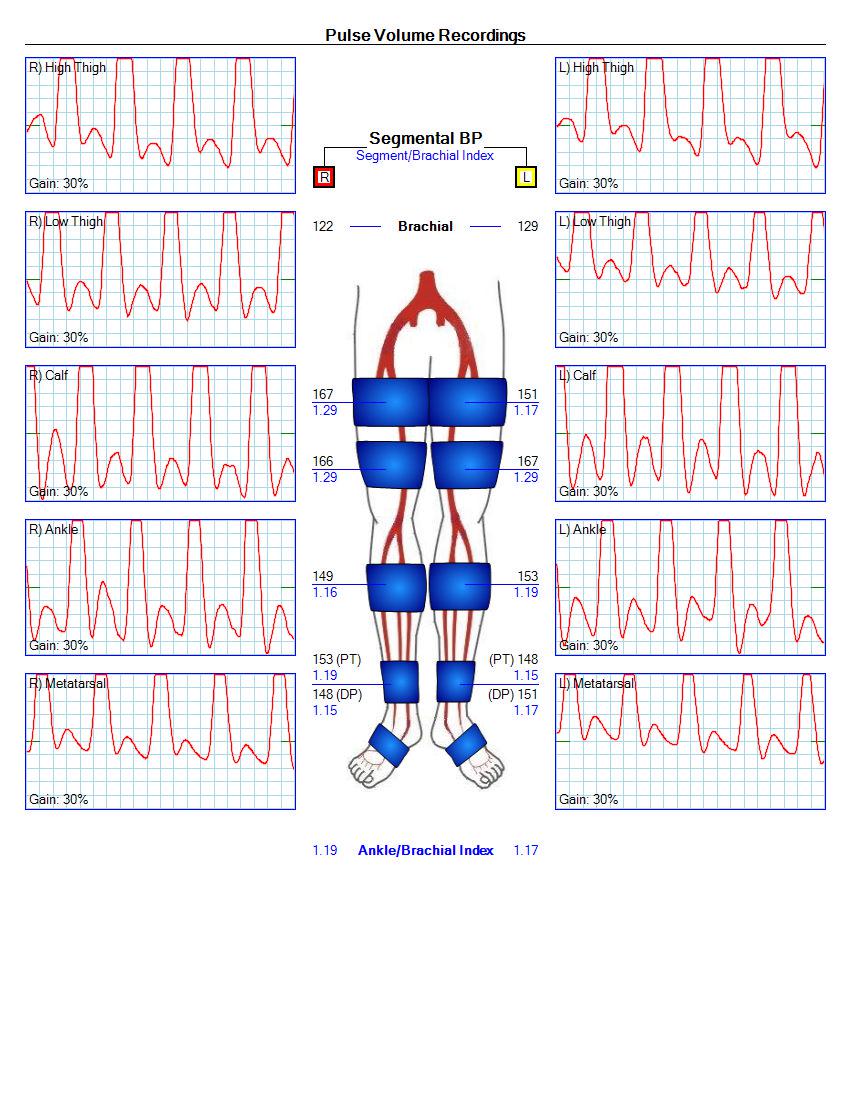 Pulse Volume Recordings
R) High Thigh
Gain: 30%
R) Low Thigh
Gain: 30%
R) Calf
Gain: 30%
R) Ankle
Gain: 30%
R) Metatarsal
Gain: 30%
Segmental BP
Segment/Brachial Index
R L
122 Brachial 129
167 151
1.29 1.17
166 167
1.29 1.29
149 153
1.16 1.19
153 (PT) (PT) 148
1.19 1.15
148 (DP) (DP) 151
1.15 1.17
1.19 Ankle/Brachial Index 1.17
L) High Thigh
Gain: 30%
L) Low Thigh
Gain: 30%
L) Calf
Gain: 30%
L) Ankle
Gain: 30%
L) Metatarsal
Gain: 30%